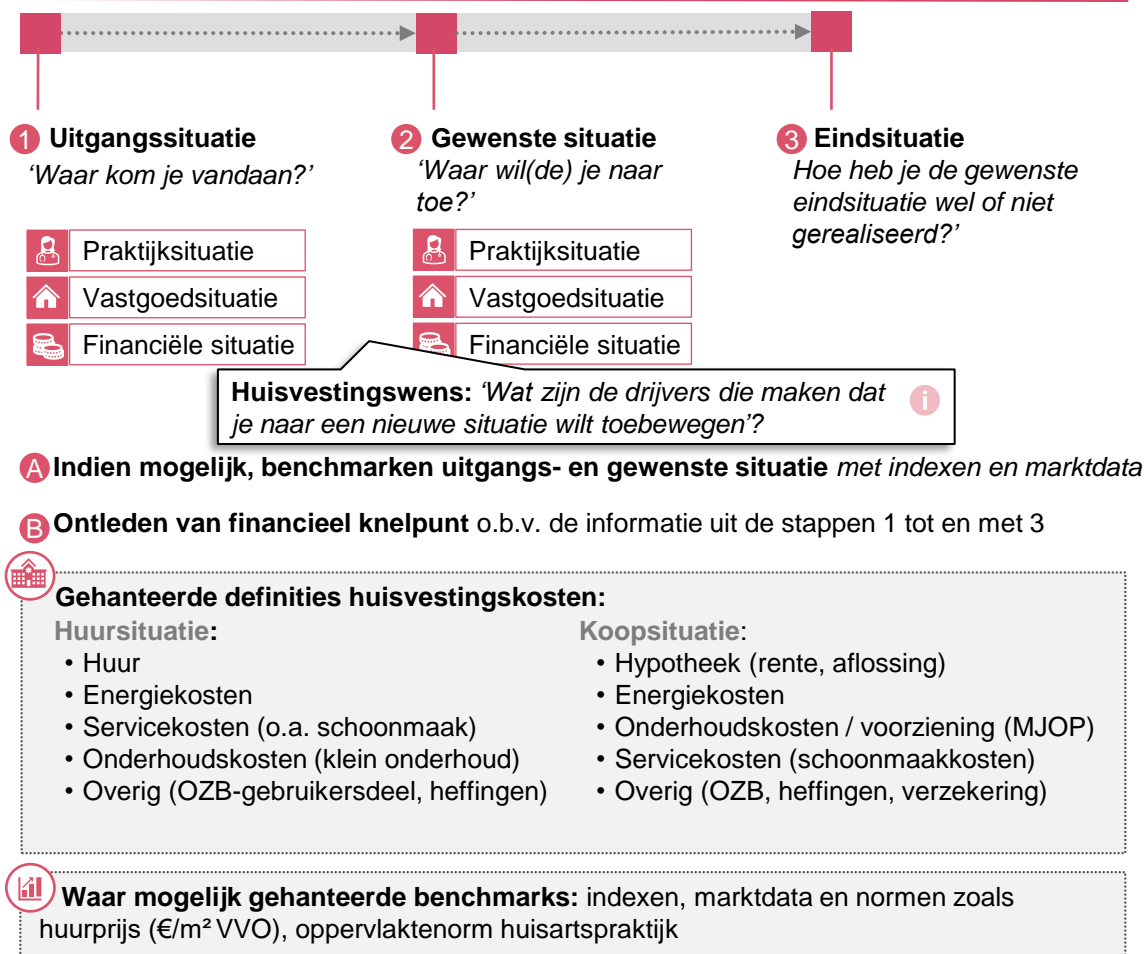 1 Uitgangssituatie
‘Waar kom je vandaan?’
Praktijksituatie
Vastgoedsituatie
Financiële situatie
2 Gewenste situatie
‘Waar wil(de) je naar
toe?’
Praktijksituatie
Vastgoedsituatie
Financiële situatie
3 Eindsituatie
Hoe heb je de gewenste
eindsituatie wel of niet
gerealiseerd?’
Huisvestingswens: ‘Wat zijn de drijvers die maken dat
je naar een nieuwe situatie wilt toebewegen’?
i
A Indien mogelijk, benchmarken uitgangs- en gewenste situatie met indexen en marktdata
B Ontleden van financieel knelpunt o.b.v. de informatie uit de stappen 1 tot en met 3
Gehanteerde definities huisvestingskosten:
Huursituatie:
• Huur
• Energiekosten
• Servicekosten (o.a. schoonmaak)
• Onderhoudskosten (klein onderhoud)
• Overig (OZB-gebruikersdeel, heffingen)
Koopsituatie:
• Hypotheek (rente, aflossing)
• Energiekosten
• Onderhoudskosten / voorziening (MJOP)
• Servicekosten (schoonmaakkosten)
• Overig (OZB, heffingen, verzekering)
Waar mogelijk gehanteerde benchmarks: indexen, marktdata en normen zoals
huurprijs (€/m² VVO), oppervlaktenorm huisartspraktijk